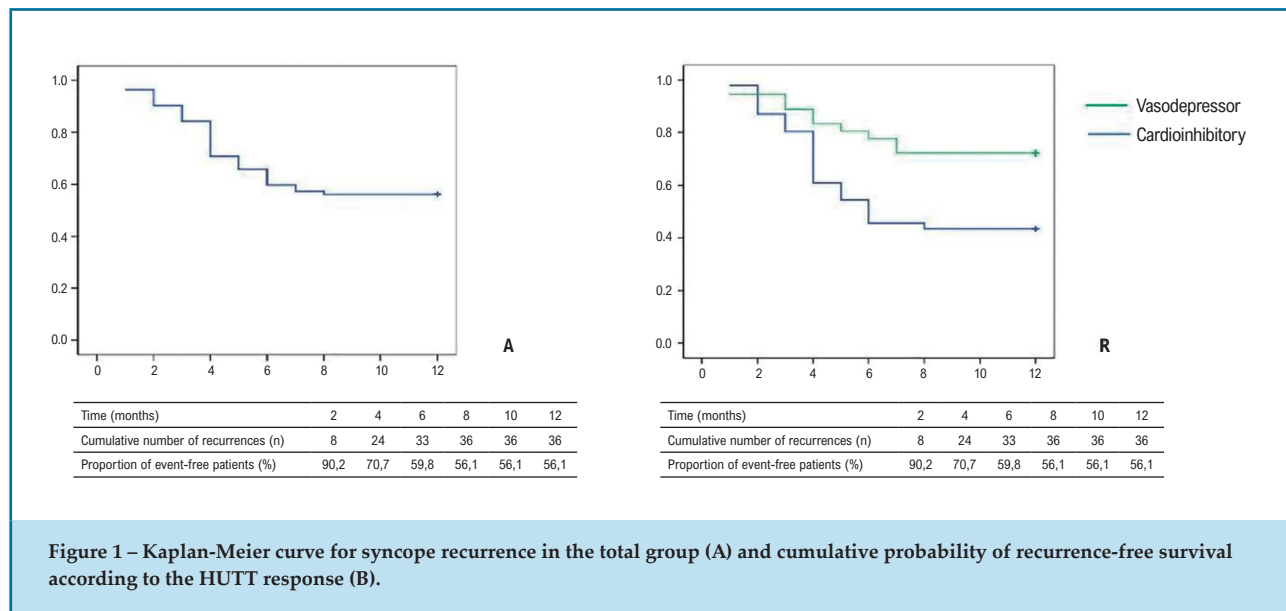 1.0
0.8
0.6
0.4
0.2
0.0
0 2 4 6 8 10 12
A
Time (months) 2 4 6 8 10 12
Cumulative number of recurrences (n) 8 24 33 36 36 36
Proportion of event-free patients (%) 90,2 70,7 59,8 56,1 56,1 56,1
1.0
0.8
0.6
0.4
0.2
0.0
0 2 4 6 8 10 12
R
Vasodepressor
Cardioinhibitory
Time (months) 2 4 6 8 10 12
Cumulative number of recurrences (n) 8 24 33 36 36 36
Proportion of event-free patients (%) 90,2 70,7 59,8 56,1 56,1 56,1
Figure 1 – Kaplan-Meier curve for syncope recurrence in the total group (A) and cumulative probability of recurrence-free survival
according to the HUTT response (B).